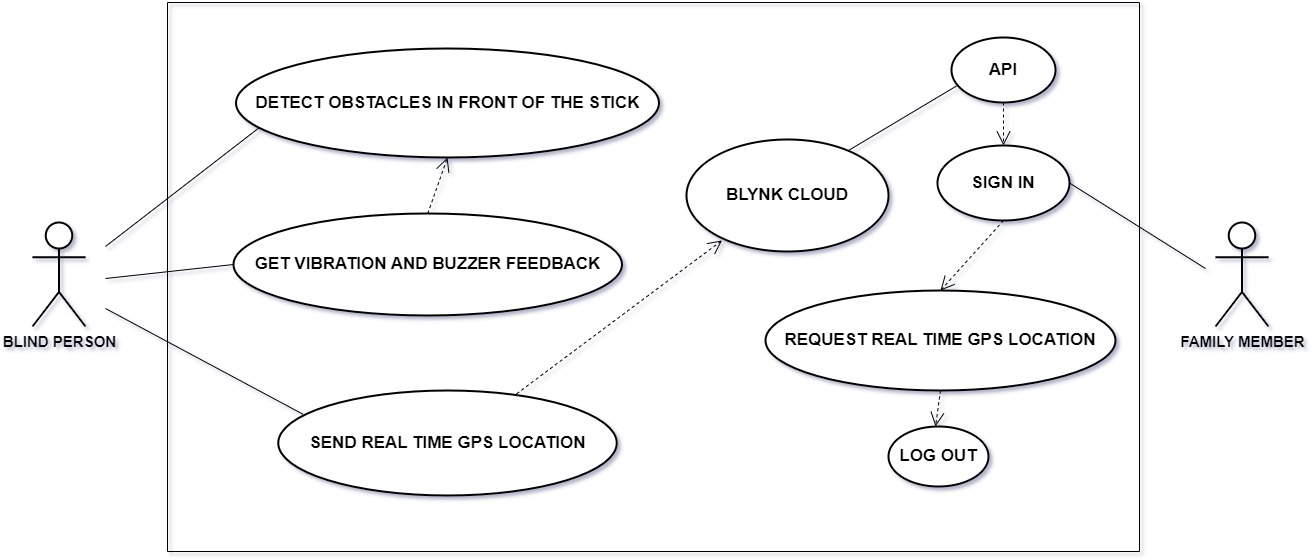 API
DETECT OBSTACLES IN FRONT OF THE STICK
SIGN IN
BLYNK CLOUD
GET VIBRATION AND BUZZER FEEDBACK
REQUEST REAL TIME GPS LOCATION
BLIND PERSON
FAMILY MEMBER
SEND REAL TIME GPS LOCATION
LOG OUT